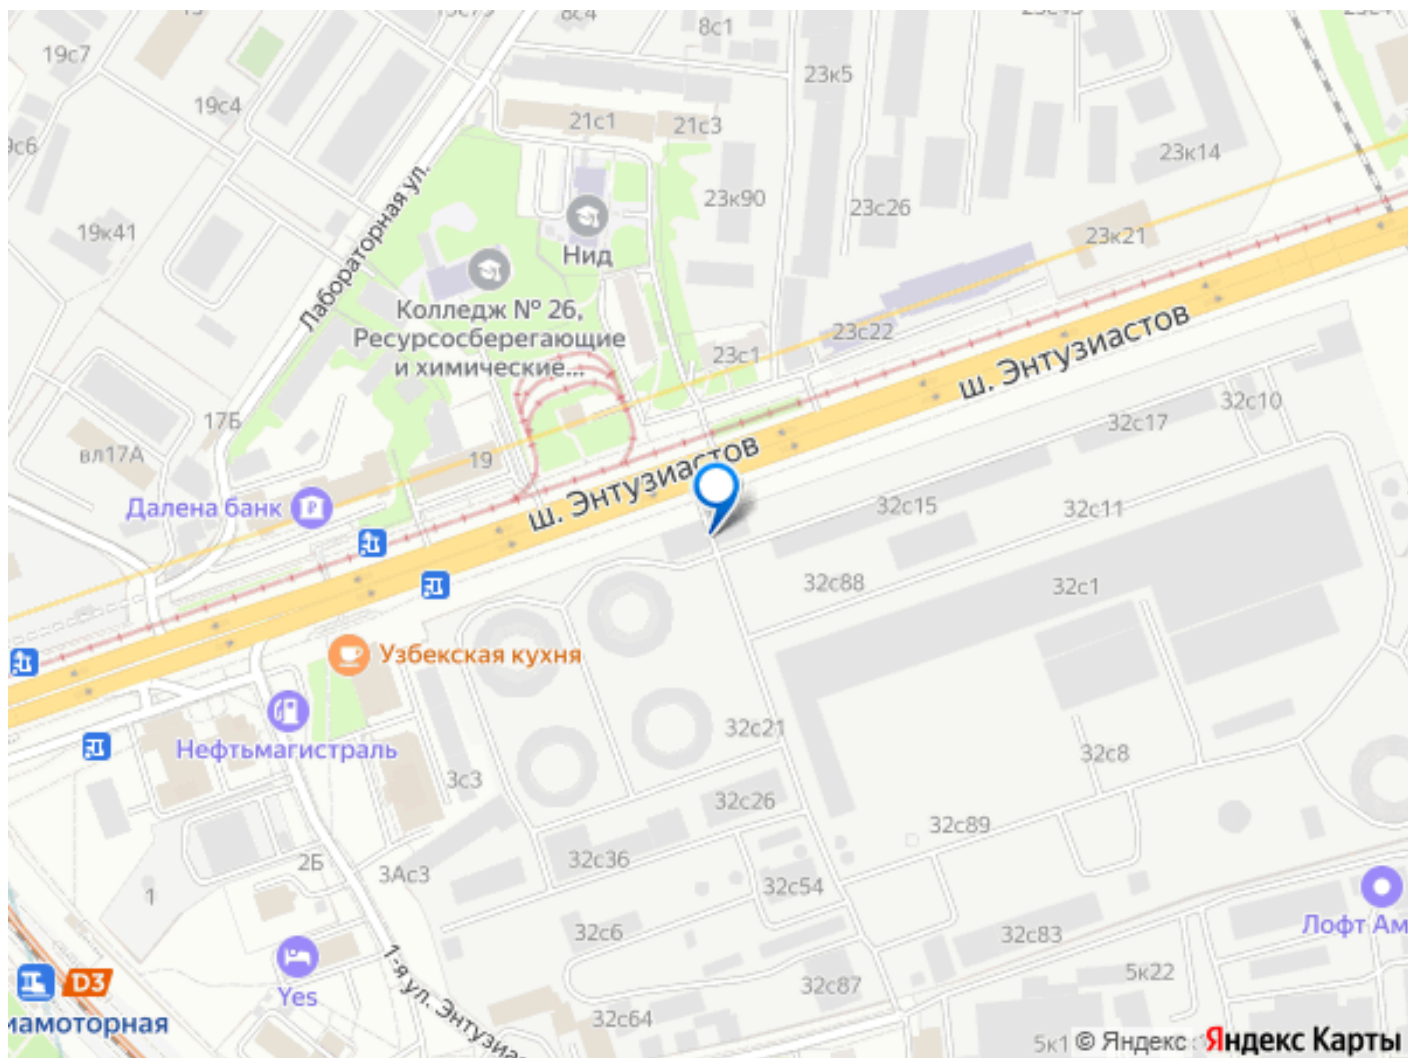 8с4
8с1
19с7
23к5
19с4
21с1
21с3
23к14
Лабораторная ул.
23к90
23с26
19к41
23к21
Нид
Колледж № 26,
Ресурсосберегающие
и химические...
23с22
23с1
ш. Энтузиастов
17Б
вл17А
19
32с10
32с17
ш. Энтузиастов
Далена банк
32с15
32с11
32с88
32с1
Узбекская кухня
Нефтьмагистраль
32с21
32с8
3с3
32с26
32с89
2Б
3Ас3
32с36
32с54
1
Лофт Ам
32с6
32с83
5к22
D3
Yes
1-я ул. Энтузиа
32с87
иамоторная
32с64
5к1
© Яндекс
Яндекс Карты